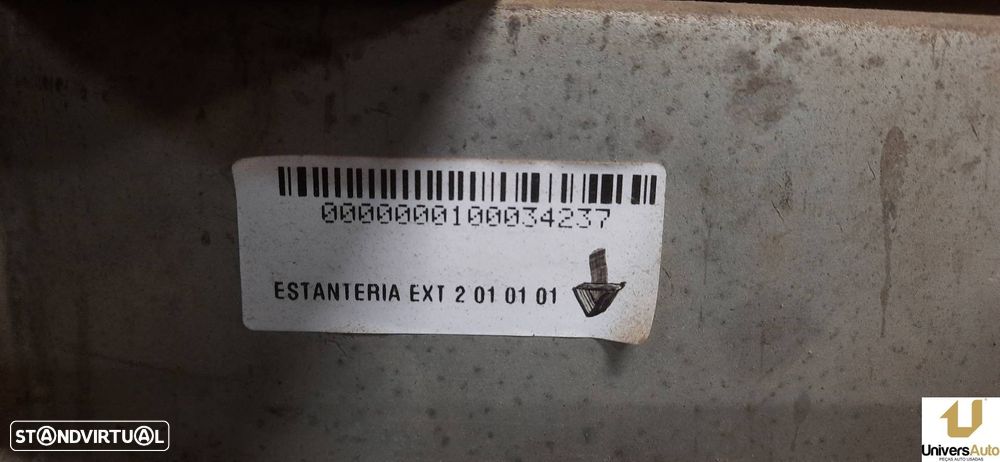 0000000100034237
ESTANTERIA EXT 2 01 01 01
STANDVIRTUAL
UniversAuto
PEÇAS AUTO USADAS